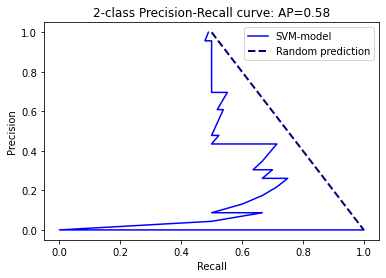 2-class Precision-Recall curve: AP=0.58
SVM-model
Random prediction
1.0
0.8
0.6
0.4
0.2
0.0
Precision
0.0 0.2 0.4 0.6 0.8 1.0
Recall